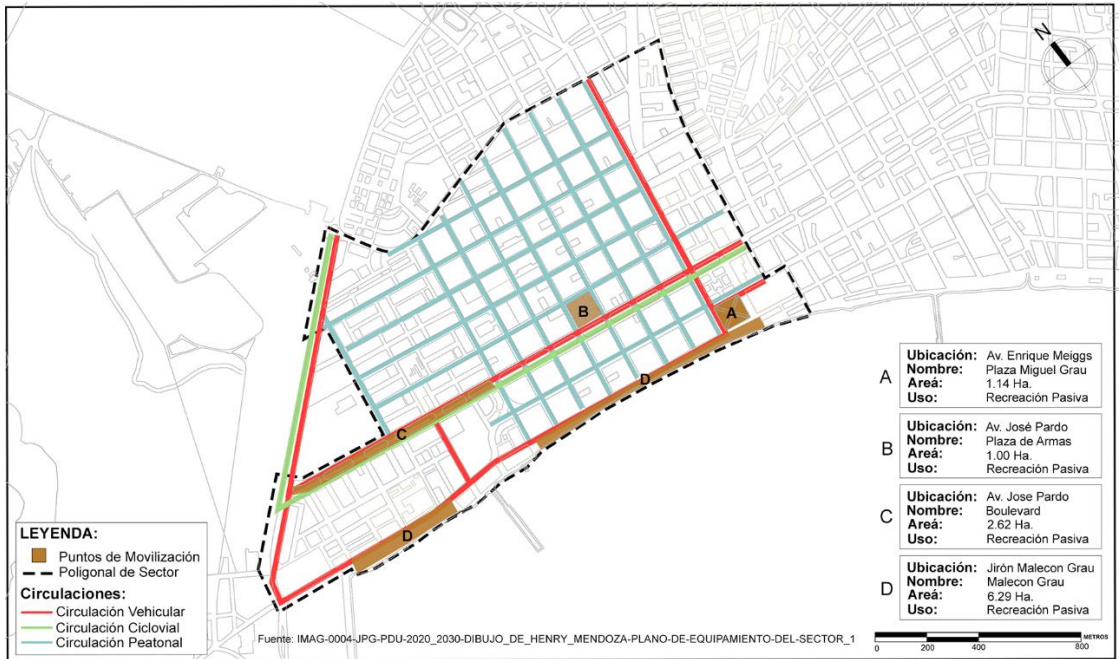 N
B
A
D
C
D
A
Ubicación: Av. Enrique Meiggs
Nombre: Plaza Miguel Grau
Areá: 1.14 Ha.
Uso: Recreación Pasiva
B
Ubicación: Av. José Pardo
Nombre: Plaza de Armas
Areá: 1.00 Ha.
Uso: Recreación Pasiva
C
Ubicación: Av. Jose Pardo
Nombre: Boulevard
Areá: 2.62 Ha.
Uso: Recreación Pasiva
D
Ubicación: Jirón Malecon Grau
Nombre: Malecon Grau
Areá: 6.29 Ha.
Uso: Recreación Pasiva
LEYENDA:
Puntos de Movilización
Poligonal de Sector
Circulaciones:
Circulación Vehicular
Circulación Ciclovial
Circulación Peatonal
Fuente: IMAG-0004-JPG-PDU-2020_2030-DIBUJO_DE_HENRY_MENDOZA-PLANO-DE-EQUIPAMIENTO-DEL-SECTOR_1
METROS
0 200 400 800